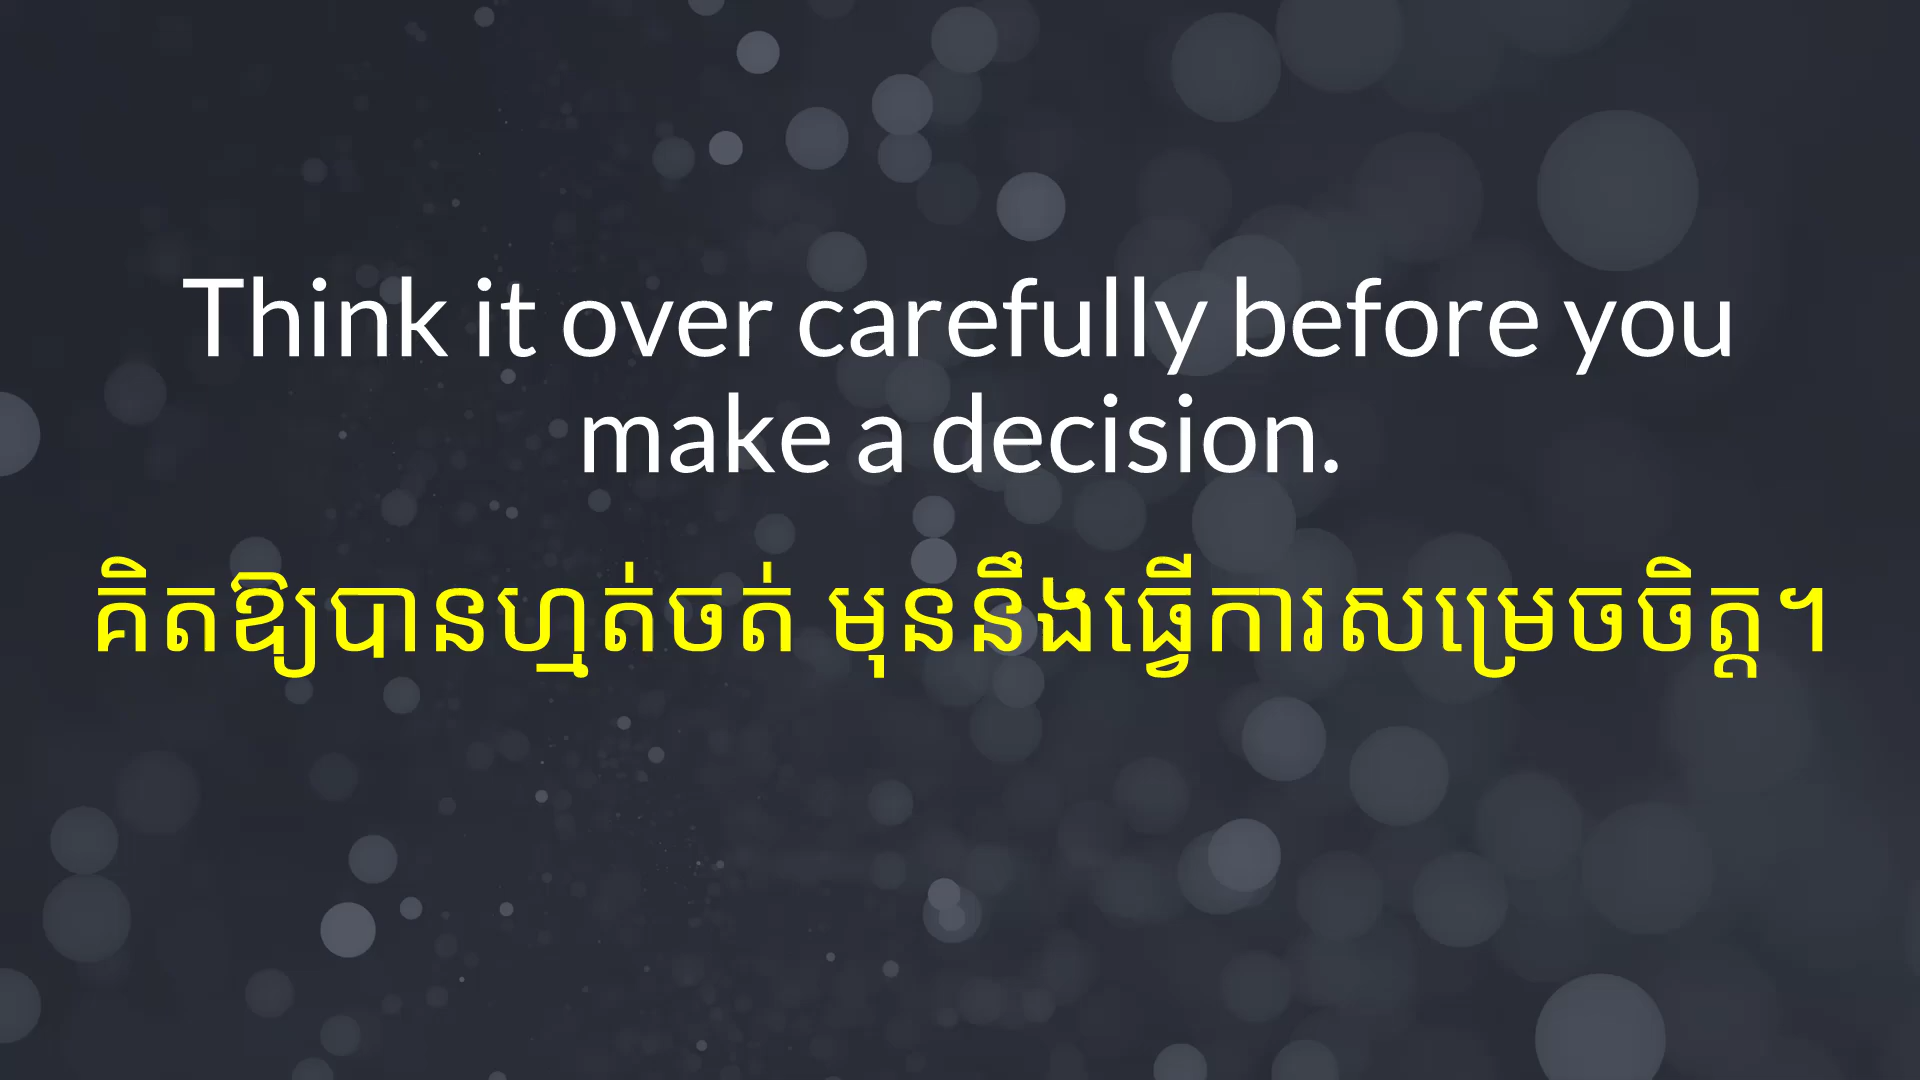 Think it over carefully before you
make a decision.
គិតឱ្យបានហ្មត់ចត់ មុននឹងធ្វើការសម្រេចចិត្ត។